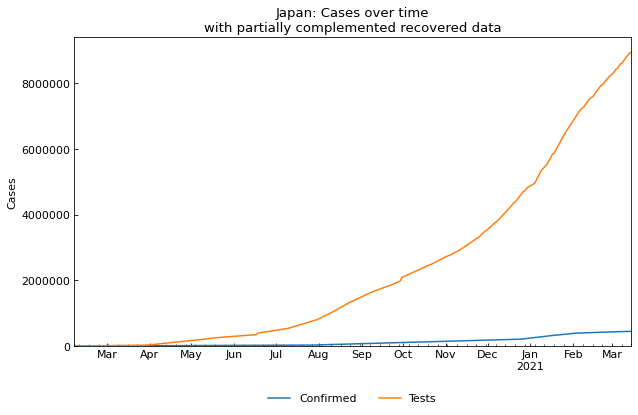 Japan: Cases over time
with partially complemented recovered data
Cases
8000000
6000000
4000000
2000000
0
Mar Apr May Jun Jul Aug Sep Oct Nov Dec Jan Feb Mar
2021
Confirmed Tests